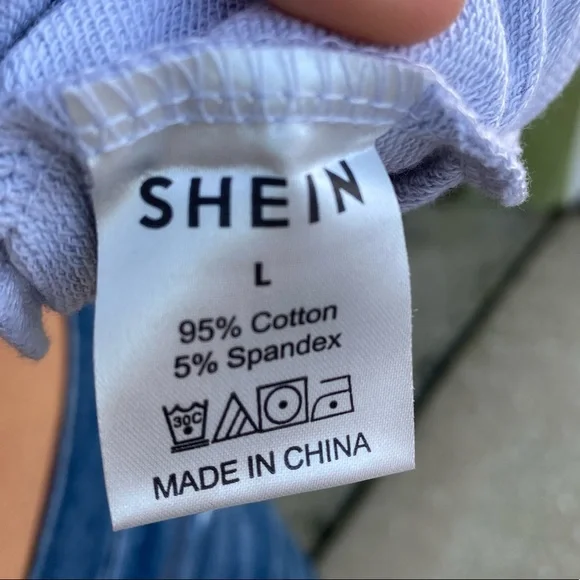 SHEIN
L
95% Cotton
5% Spandex
30C
MADE IN CHINA